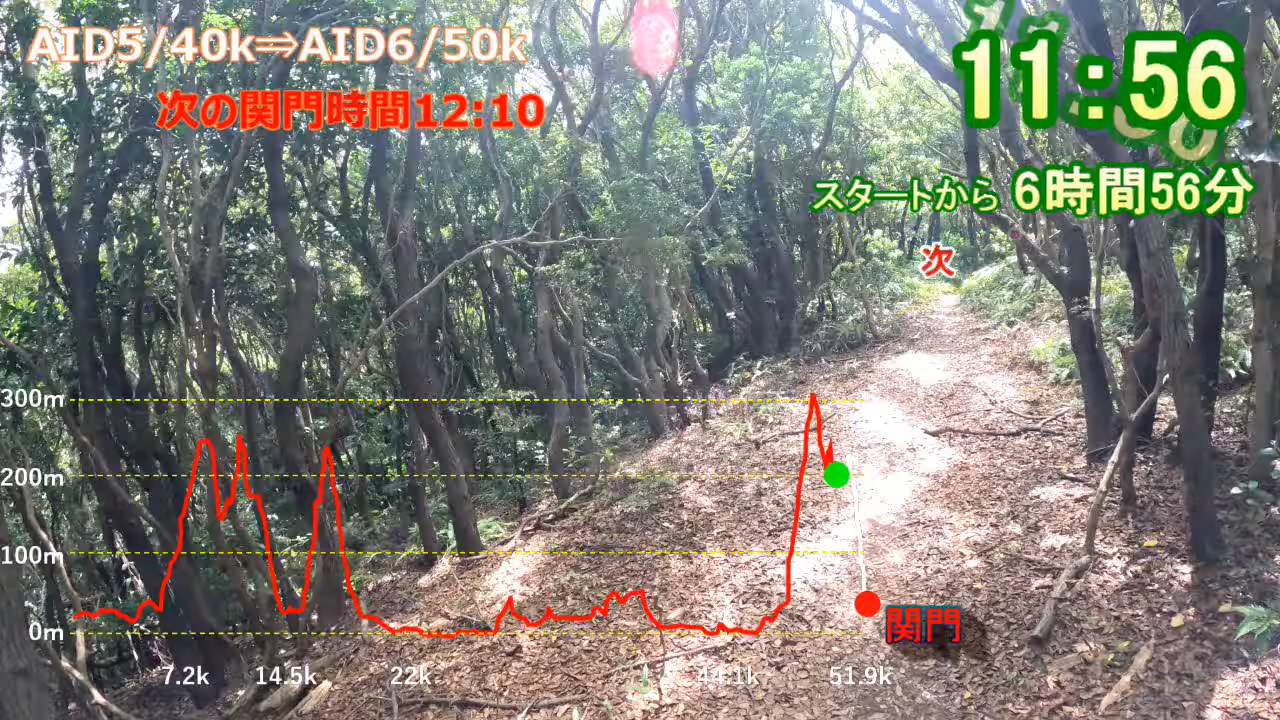 AID5/40k⇒AID6/50k
次の関門時間12:10
11:56
スタートから 6時間56分
次
300m
200m
100m
0m
関門
7.2k 14.5k 22k 44.1k 51.9k